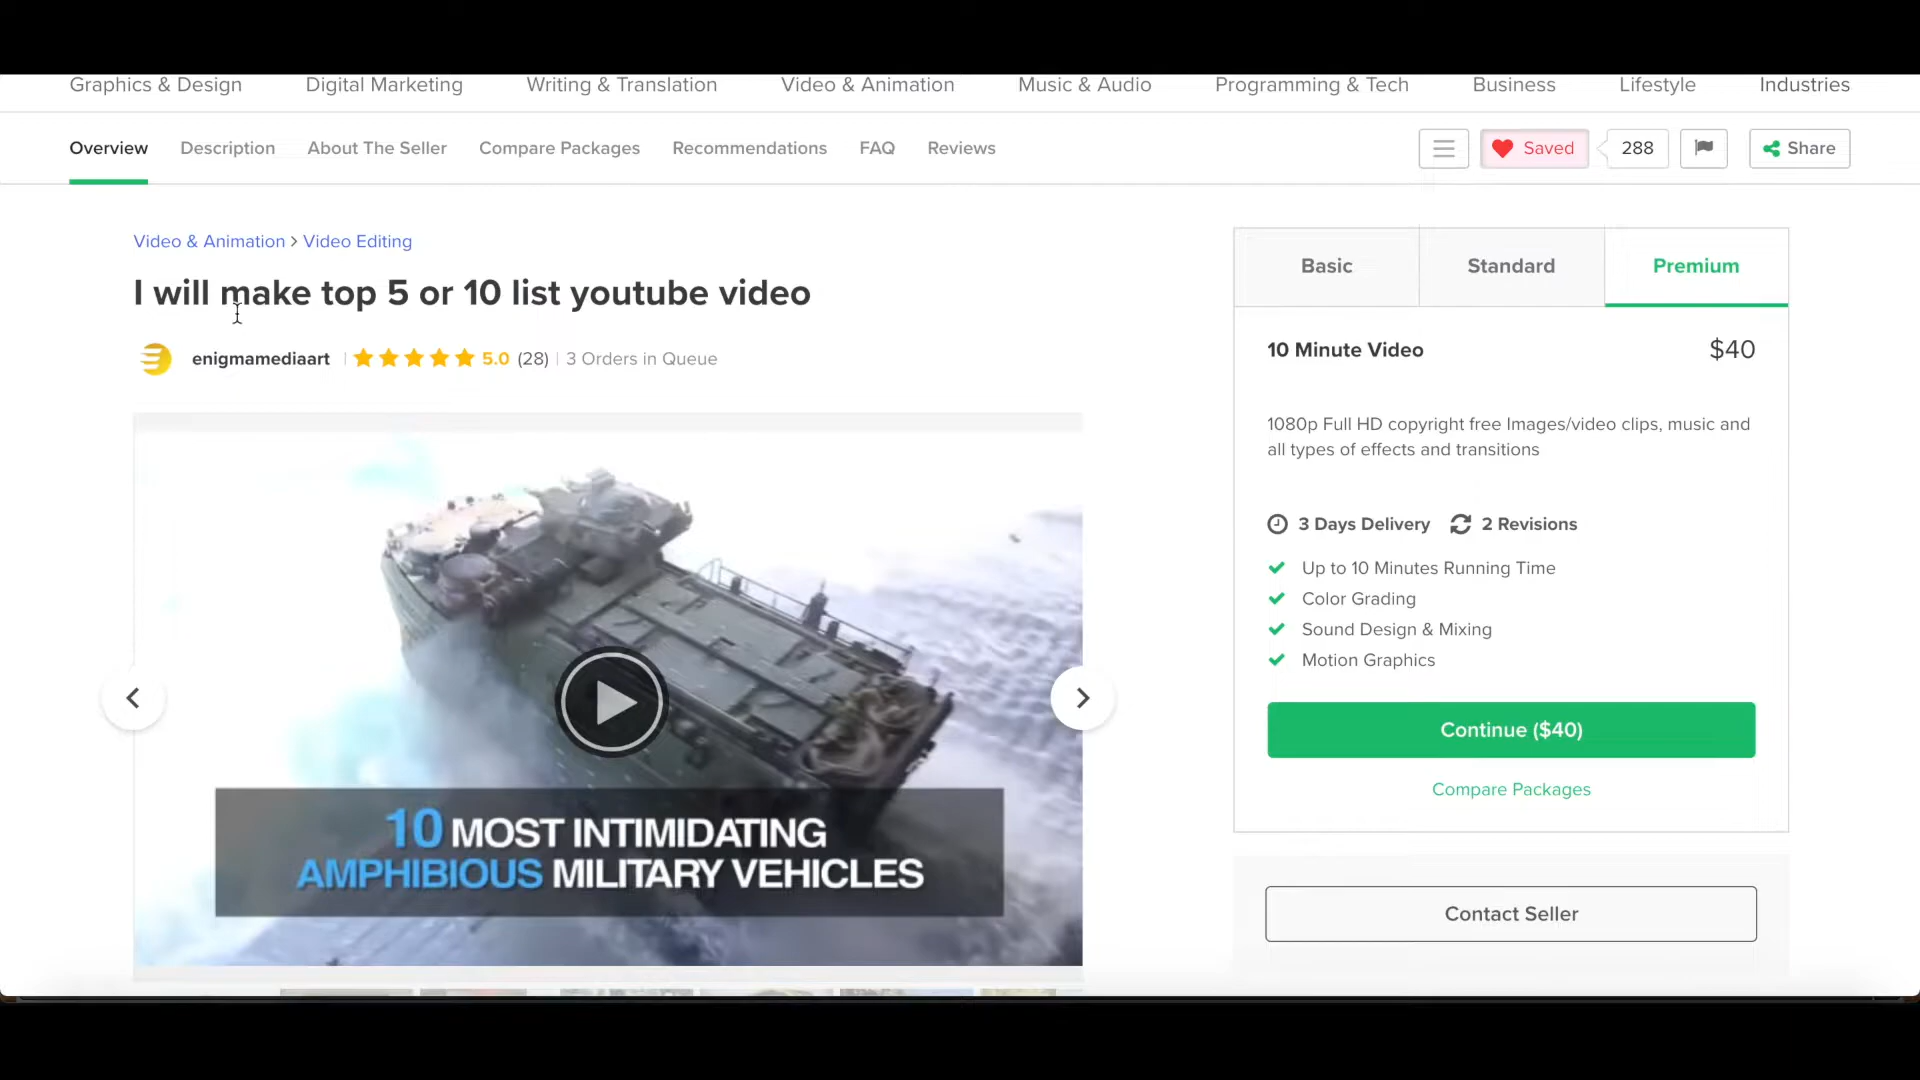 Graphics & Design Digital Marketing Writing & Translation Video & Animation Music & Audio Programming & Tech Business Lifestyle Industries
Overview Description About The Seller Compare Packages Recommendations FAQ Reviews Saved 288 Share
Video & Animation > Video Editing
I will make top 5 or 10 list youtube video
enigmamediaart 5.0 (28) 3 Orders in Queue
10 MOST INTIMIDATING
AMPHIBIOUS MILITARY VEHICLES
Basic Standard Premium
10 Minute Video $40
1080p Full HD copyright free Images/video clips, music and
all types of effects and transitions
3 Days Delivery 2 Revisions
Up to 10 Minutes Running Time
Color Grading
Sound Design & Mixing
Motion Graphics
Continue ($40)
Compare Packages
Contact Seller